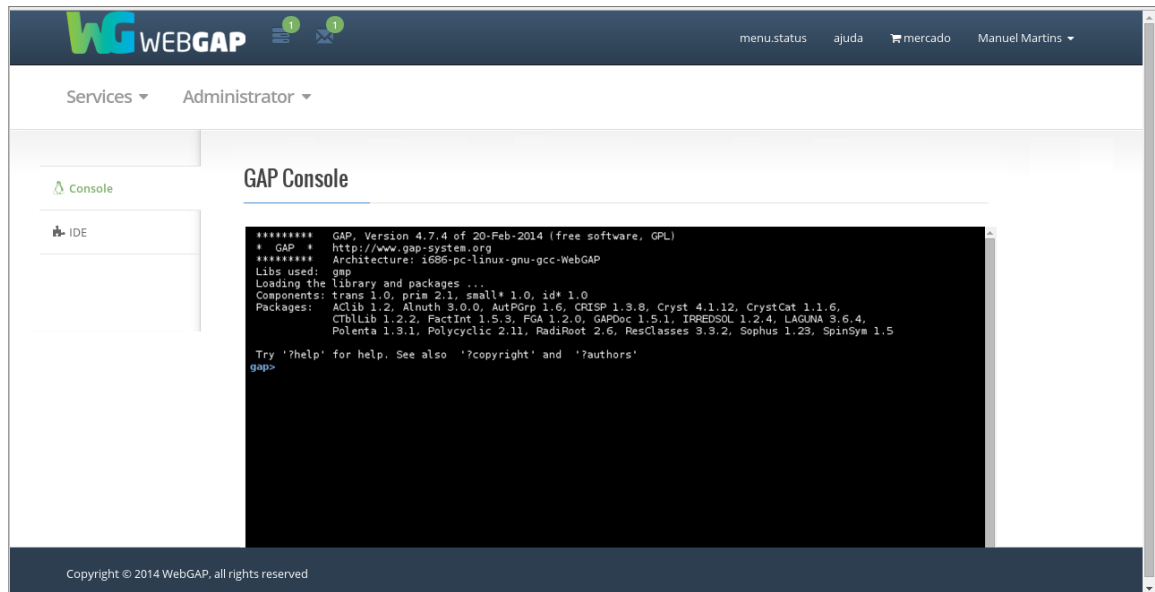 WG WEBGAP 1 1 menu.status ajuda mercado Manuel Martins
Services Administrator
Console
IDE
GAP Console
********* GAP, Version 4.7.4 of 20-Feb-2014 (free software, GPL)
* GAP * http://www.gap-system.org
********* Architecture: i686-pc-linux-gnu-gcc-WebGAP
Libs used: gmp
Loading the library and packages ...
Components: trans 1.0, prim 2.1, small* 1.0, id* 1.0
Packages: AClib 1.2, Alnuth 3.0.0, AutPGrp 1.6, CRISP 1.3.8, Cryst 4.1.12, CrystCat 1.1.6,
CTblLib 1.2.2, FactInt 1.5.3, FGA 1.2.0, GAPDoc 1.5.1, IRREDSOL 1.2.4, LAGUNA 3.6.4,
Polenta 1.3.1, Polycyclic 2.11, RadiRoot 2.6, ResClasses 3.3.2, Sophus 1.23, SpinSym 1.5
Try '?help' for help. See also '?copyright' and '?authors'
gap>
Copyright © 2014 WebGAP, all rights reserved